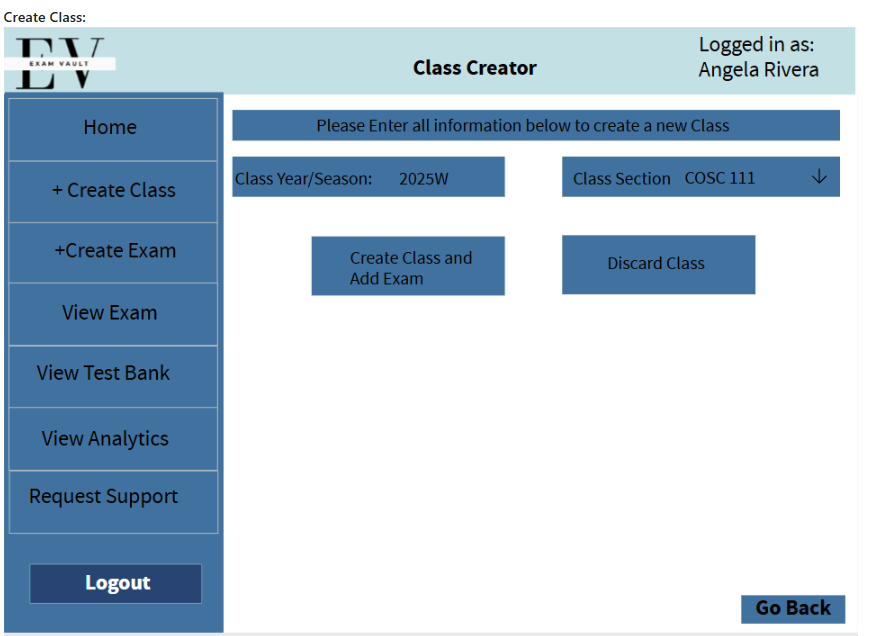 Create Class:
EV
EXAM VAULT
Class Creator
Logged in as:
Angela Rivera
Home
+ Create Class
+Create Exam
View Exam
View Test Bank
View Analytics
Request Support
Logout
Please Enter all information below to create a new Class
Class Year/Season: 2025W
Class Section COSC 111 ↓
Create Class and
Add Exam
Discard Class
Go Back